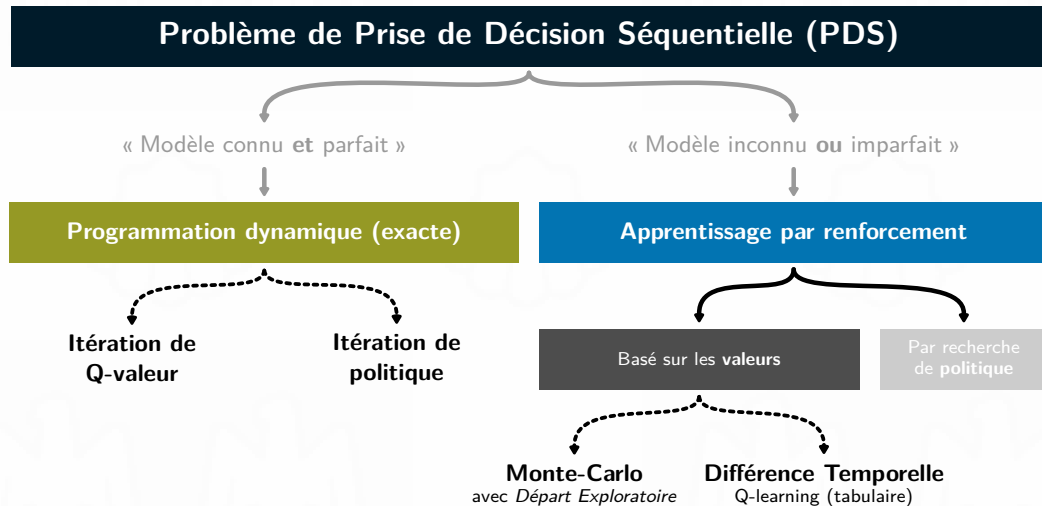 Problème de Prise de Décision Séquentielle (PDS)
« Modèle connu et parfait »
« Modèle inconnu ou imparfait »
Programmation dynamique (exacte)
Apprentissage par renforcement
Itération de
Q-valeur
Itération de
politique
Basé sur les valeurs
Par recherche
de politique
Monte-Carlo
avec Départ Exploratoire
Différence Temporelle
Q-learning (tabulaire)